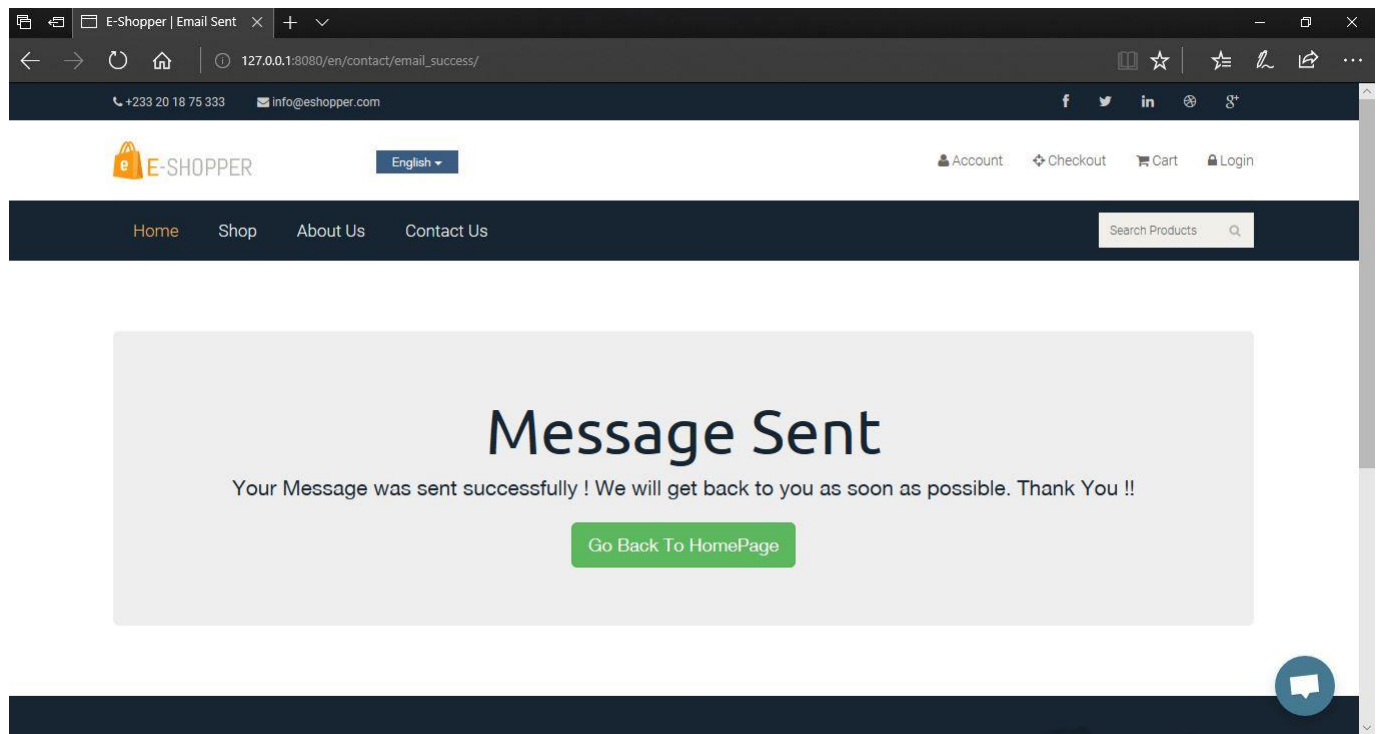 E-Shopper | Email Sent
127.0.0.1:8080/en/contact/email_success/
+233 20 18 75 333 info@eshopper.com
E-SHOPPER English Account Checkout Cart Login
Home Shop About Us Contact Us Search Products
Message Sent
Your Message was sent successfully ! We will get back to you as soon as possible. Thank You !!
Go Back To HomePage